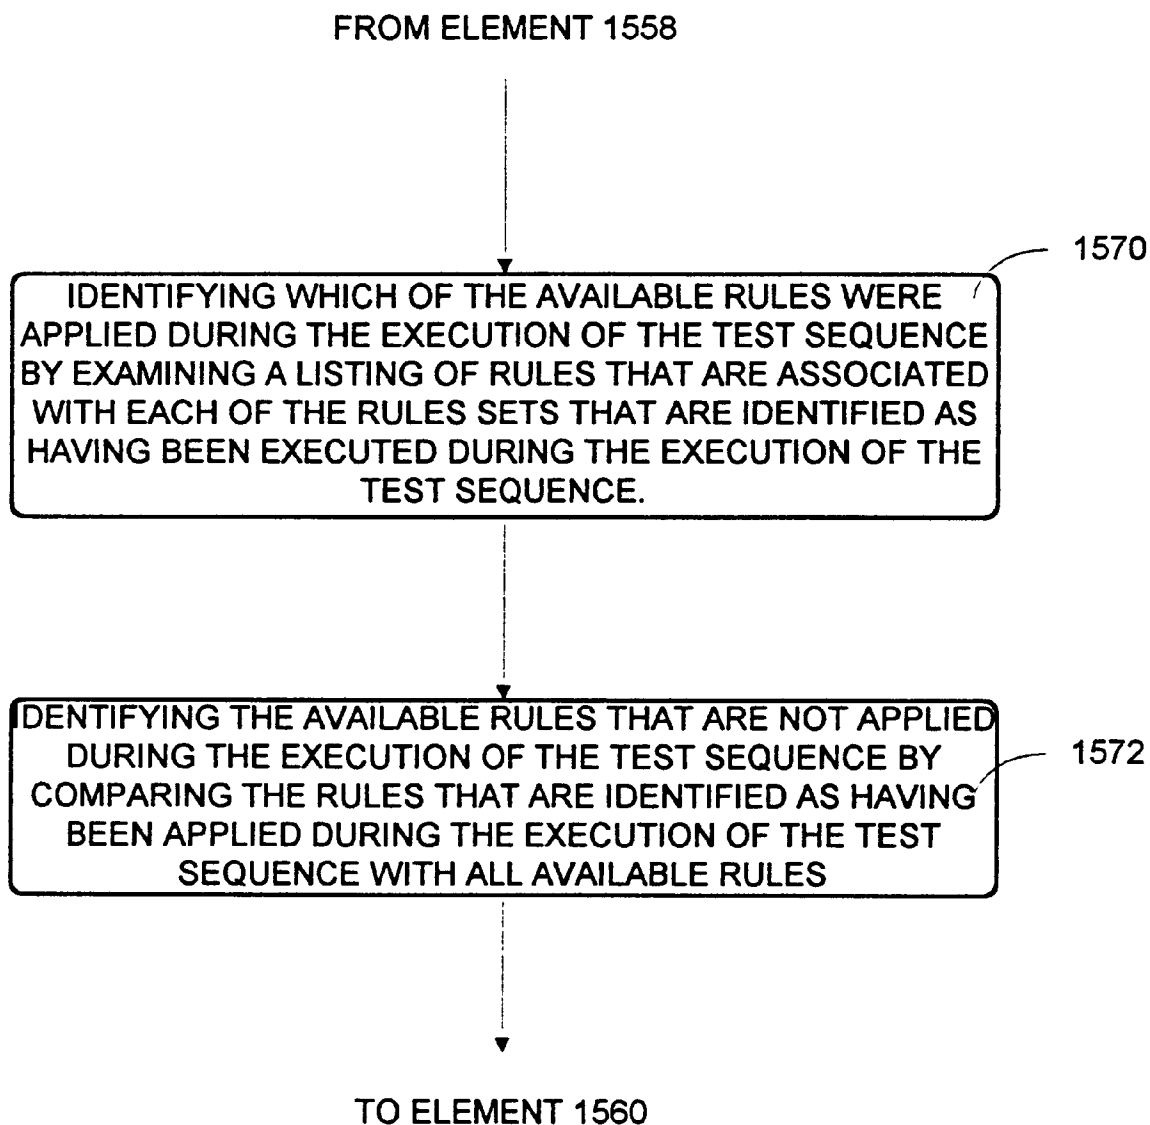 FROM ELEMENT 1558
1570
IDENTIFYING WHICH OF THE AVAILABLE RULES WERE
APPLIED DURING THE EXECUTION OF THE TEST SEQUENCE
BY EXAMINING A LISTING OF RULES THAT ARE ASSOCIATED
WITH EACH OF THE RULES SETS THAT ARE IDENTIFIED AS
HAVING BEEN EXECUTED DURING THE EXECUTION OF THE
TEST SEQUENCE.
IDENTIFYING THE AVAILABLE RULES THAT ARE NOT APPLIED
DURING THE EXECUTION OF THE TEST SEQUENCE BY
1572
COMPARING THE RULES THAT ARE IDENTIFIED AS HAVING
BEEN APPLIED DURING THE EXECUTION OF THE TEST
SEQUENCE WITH ALL AVAILABLE RULES
TO ELEMENT 1560